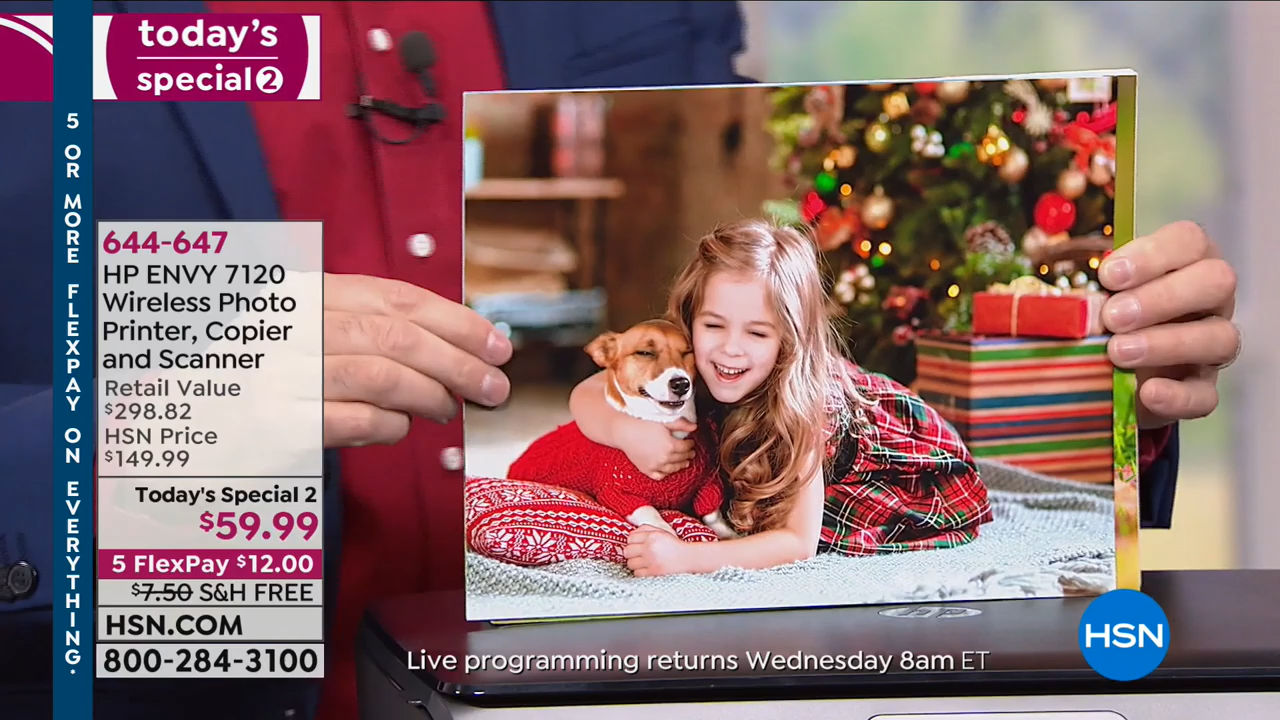 today's
special2
5 OR MORE FLEXPAY ON EVERYTHING.
644-647
HP ENVY 7120
Wireless Photo
Printer, Copier
and Scanner
Retail Value
$298.82
HSN Price
$149.99
Today's Special 2
$59.99
5 FlexPay $12.00
$7.50 S&H FREE
HSN.COM
800-284-3100
hp
Live programming returns Wednesday 8am ET
HSN